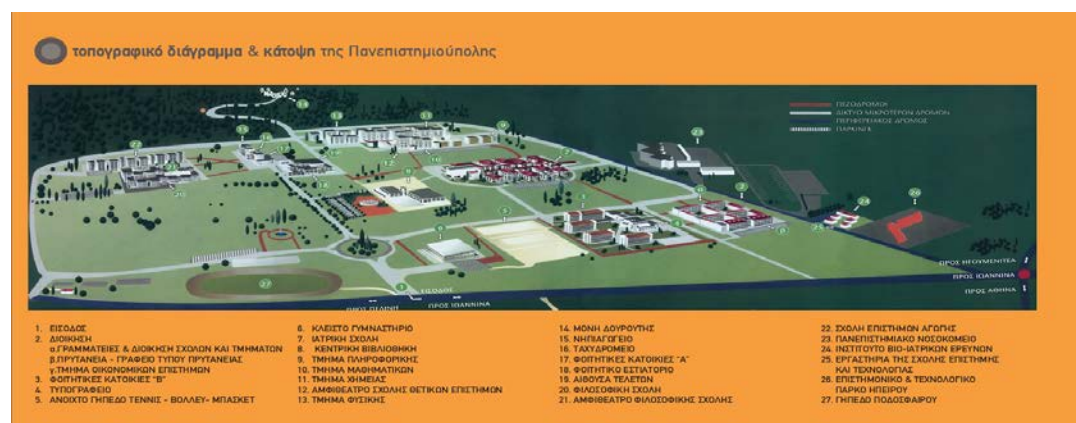 τοπογραφικό διάγραμμα & κάτοψη της Πανεπιστημιούπολης
ΠΕΖΟΔΡΟΜΟΙ
ΔΙΚΤΥΟ ΜΙΚΡΟΤΕΡΩΝ ΔΡΟΜΩΝ
ΠΕΡΙΦΕΡΕΙΑΚΟΣ ΔΡΟΜΟΣ
ΠΑΡΚΙΝΓΚ
ΠΡΟΣ ΗΓΟΥΜΕΝΙΤΣΑ
ΠΡΟΣ ΙΩΑΝΝΙΝΑ
ΠΡΟΣ ΑΘΗΝΑ
ΕΙΣΟΔΟΣ
ΠΡΟΣ ΙΩΑΝΝΙΝΑ
1. ΕΙΣΟΔΟΣ
2. ΔΙΟΙΚΗΣΗ
α.ΓΡΑΜΜΑΤΕΙΕΣ & ΔΙΟΙΚΗΣΗ ΣΧΟΛΩΝ ΚΑΙ ΤΜΗΜΑΤΩΝ
β.ΠΡΥΤΑΝΕΙΑ - ΓΡΑΦΕΙΟ ΤΥΠΟΥ ΠΡΥΤΑΝΕΙΑΣ
γ.ΤΜΗΜΑ ΟΙΚΟΝΟΜΙΚΩΝ ΕΠΙΣΤΗΜΩΝ
3. ΦΟΙΤΗΤΙΚΕΣ ΚΑΤΟΙΚΙΕΣ "Β"
4. ΤΥΠΟΓΡΑΦΕΙΟ
5. ΑΝΟΙΧΤΟ ΓΗΠΕΔΟ ΤΕΝΝΙΣ - ΒΟΛΛΕΥ- ΜΠΑΣΚΕΤ
6. ΚΛΕΙΣΤΟ ΓΥΜΝΑΣΤΗΡΙΟ
7. ΙΑΤΡΙΚΗ ΣΧΟΛΗ
8. ΚΕΝΤΡΙΚΗ ΒΙΒΛΙΟΘΗΚΗ
9. ΤΜΗΜΑ ΠΛΗΡΟΦΟΡΙΚΗΣ
10. ΤΜΗΜΑ ΜΑΘΗΜΑΤΙΚΩΝ
11. ΤΜΗΜΑ ΧΗΜΕΙΑΣ
12. ΑΜΦΙΘΕΑΤΡΟ ΣΧΟΛΗΣ ΘΕΤΙΚΩΝ ΕΠΙΣΤΗΜΩΝ
13. ΤΜΗΜΑ ΦΥΣΙΚΗΣ
14. ΜΟΝΗ ΔΟΥΡΟΥΤΗΣ
15. ΝΗΠΙΑΓΩΓΕΙΟ
16. ΤΑΧΥΔΡΟΜΕΙΟ
17. ΦΟΙΤΗΤΙΚΕΣ ΚΑΤΟΙΚΙΕΣ "Α"
18. ΦΟΙΤΗΤΙΚΟ ΕΣΤΙΑΤΟΡΙΟ
19. ΑΙΘΟΥΣΑ ΤΕΛΕΤΩΝ
20. ΦΙΛΟΣΟΦΙΚΗ ΣΧΟΛΗ
21. ΑΜΦΙΘΕΑΤΡΟ ΦΙΛΟΣΟΦΙΚΗΣ ΣΧΟΛΗΣ
22. ΣΧΟΛΗ ΕΠΙΣΤΗΜΩΝ ΑΓΩΓΗΣ
23. ΠΑΝΕΠΙΣΤΗΜΙΑΚΟ ΝΟΣΟΚΟΜΕΙΟ
24. ΙΝΣΤΙΤΟΥΤΟ ΒΙΟ-ΙΑΤΡΙΚΩΝ ΕΡΕΥΝΩΝ
25. ΕΡΓΑΣΤΗΡΙΑ ΤΗΣ ΣΧΟΛΗΣ ΕΠΙΣΤΗΜΗΣ
ΚΑΙ ΤΕΧΝΟΛΟΓΙΑΣ
26. ΕΠΙΣΤΗΜΟΝΙΚΟ & ΤΕΧΝΟΛΟΓΙΚΟ
ΠΑΡΚΟ ΗΠΕΙΡΟΥ
27. ΓΗΠΕΔΟ ΠΟΔΟΣΦΑΙΡΟΥ